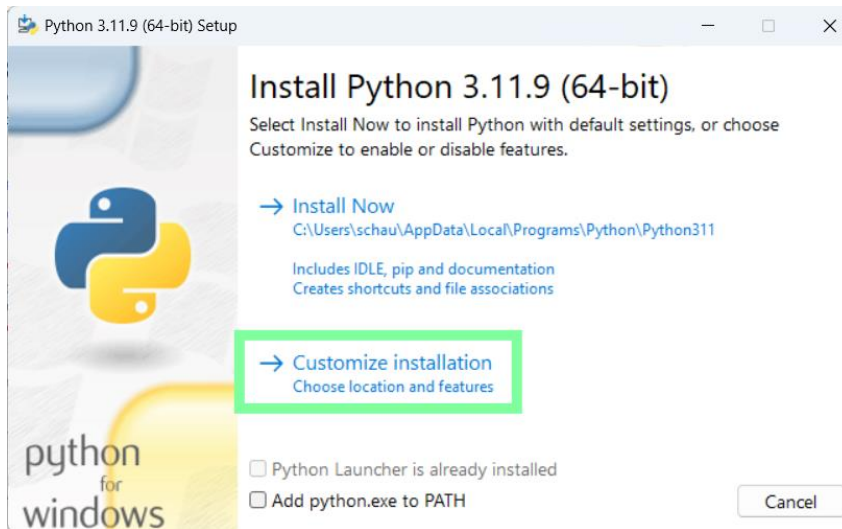 Python 3.11.9 (64-bit) Setup
Install Python 3.11.9 (64-bit)
Select Install Now to install Python with default settings, or choose
Customize to enable or disable features.
Install Now
C:\Users\schau\AppData\Local\Programs\Python\Python311
Includes IDLE, pip and documentation
Creates shortcuts and file associations
Customize installation
Choose location and features
python
for
windows
Python Launcher is already installed
Add python.exe to PATH
Cancel